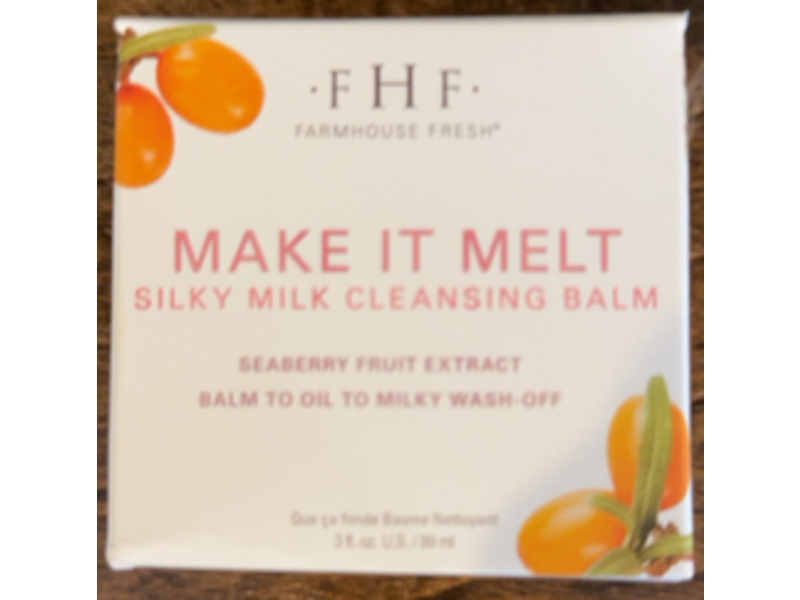 ·FHF·
FARMHOUSE FRESH®
MAKE IT MELT
SILKY MILK CLEANSING BALM
SEABERRY FRUIT EXTRACT
BALM TO OIL TO MILKY WASH-OFF
Que ça fonde Baume Nettoyant
3 fl. oz. U.S. / 89 ml